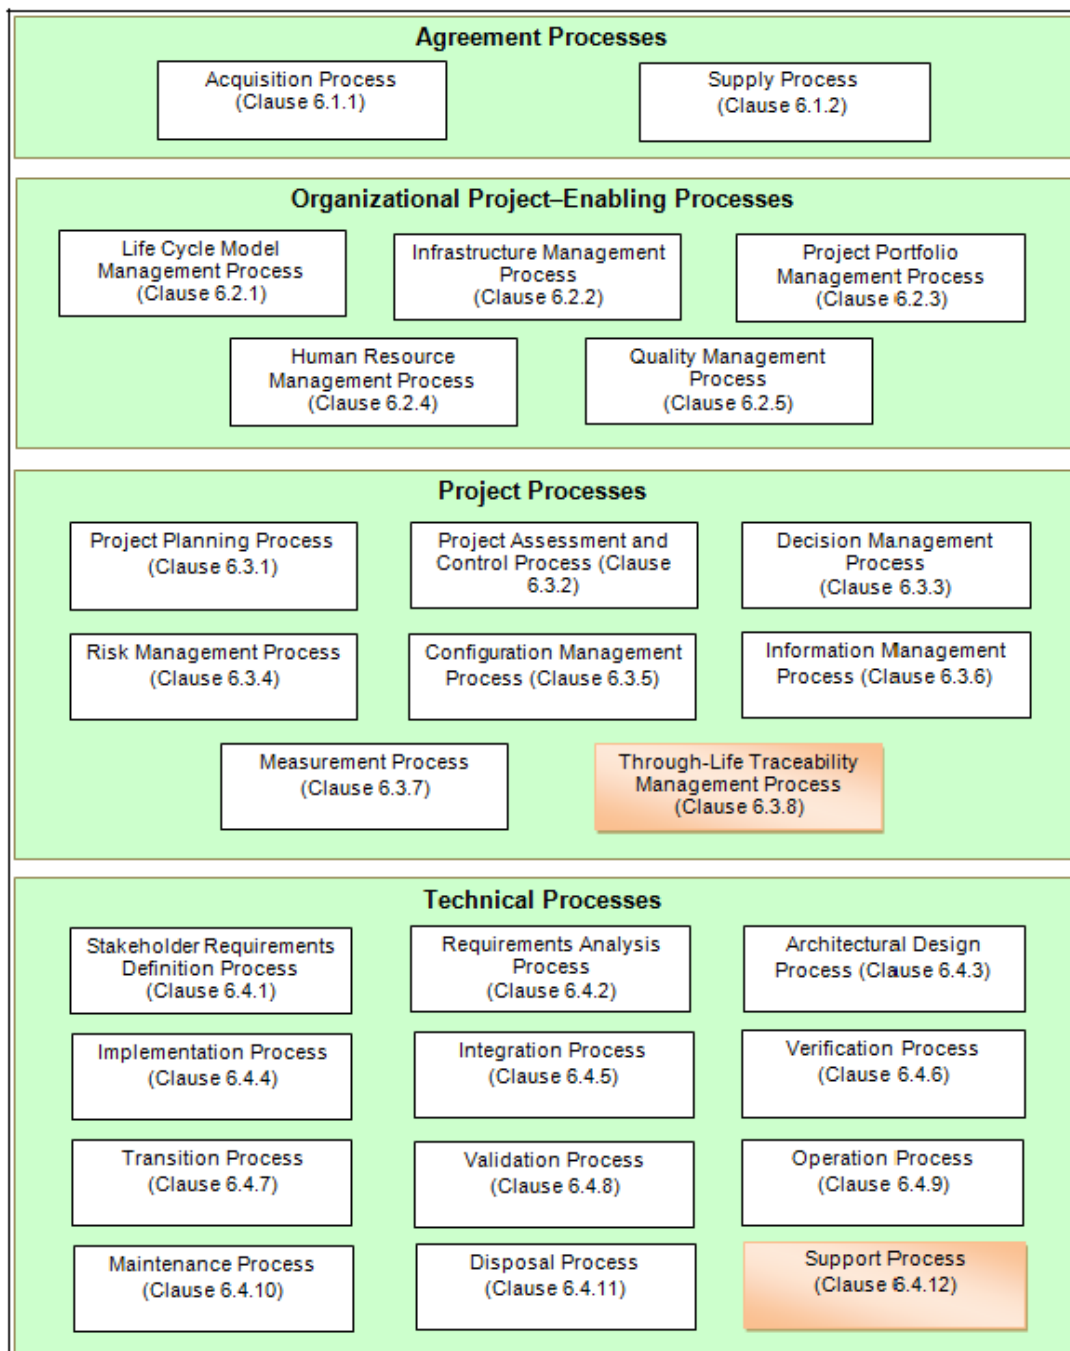 Agreement Processes
Acquisition Process
(Clause 6.1.1)
Supply Process
(Clause 6.1.2)
Organizational Project–Enabling Processes
Life Cycle Model
Management Process
(Clause 6.2.1)
Infrastructure Management
Process
(Clause 6.2.2)
Project Portfolio
Management Process
(Clause 6.2.3)
Human Resource
Management Process
(Clause 6.2.4)
Quality Management
Process
(Clause 6.2.5)
Project Processes
Project Planning Process
(Clause 6.3.1)
Project Assessment and
Control Process (Clause
6.3.2)
Decision Management
Process
(Clause 6.3.3)
Risk Management Process
(Clause 6.3.4)
Configuration Management
Process (Clause 6.3.5)
Information Management
Process (Clause 6.3.6)
Measurement Process
(Clause 6.3.7)
Through-Life Traceability
Management Process
(Clause 6.3.8)
Technical Processes
Stakeholder Requirements
Definition Process
(Clause 6.4.1)
Requirements Analysis
Process
(Clause 6.4.2)
Architectural Design
Process (Clause 6.4.3)
Implementation Process
(Clause 6.4.4)
Integration Process
(Clause 6.4.5)
Verification Process
(Clause 6.4.6)
Transition Process
(Clause 6.4.7)
Validation Process
(Clause 6.4.8)
Operation Process
(Clause 6.4.9)
Maintenance Process
(Clause 6.4.10)
Disposal Process
(Clause 6.4.11)
Support Process
(Clause 6.4.12)